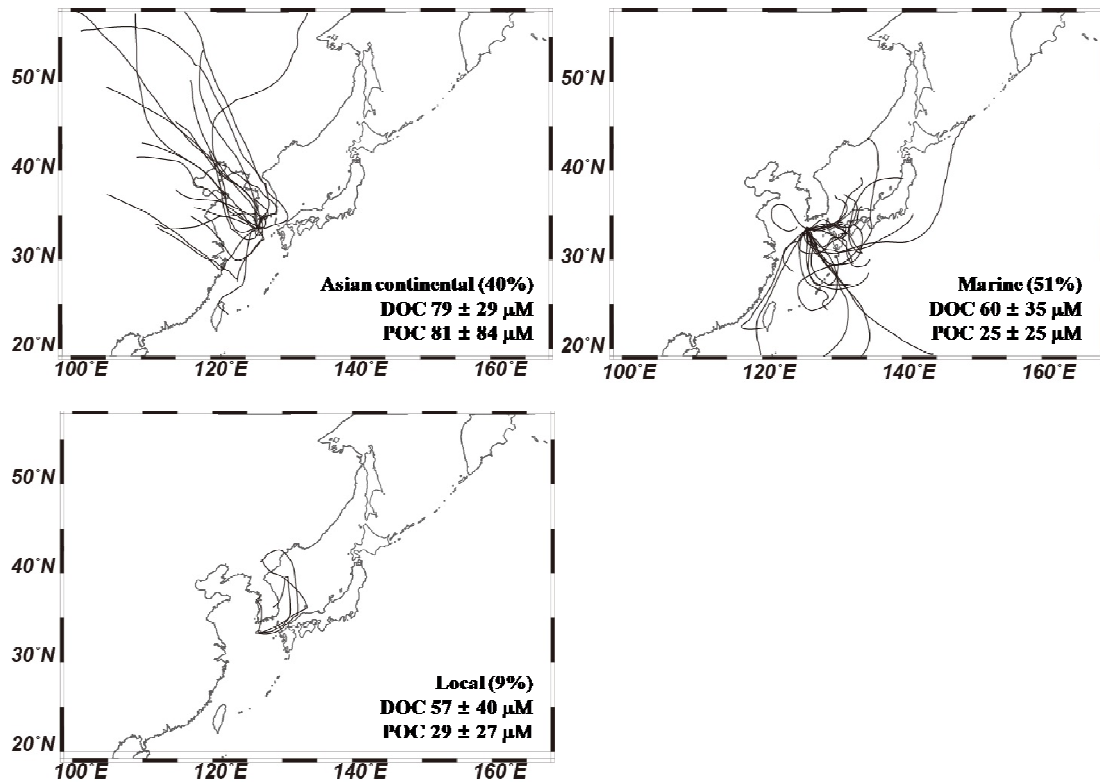 50°N
40°N
30°N
20°N
Asian continental (40%)
DOC 79 ± 29 μM
POC 81 ± 84 μM
100°E 120°E 140°E 160°E
50°N
40°N
30°N
20°N
Marine (51%)
DOC 60 ± 35 μM
POC 25 ± 25 μM
100°E 120°E 140°E 160°E
50°N
40°N
30°N
20°N
Local (9%)
DOC 57 ± 40 μM
POC 29 ± 27 μM
100°E 120°E 140°E 160°E